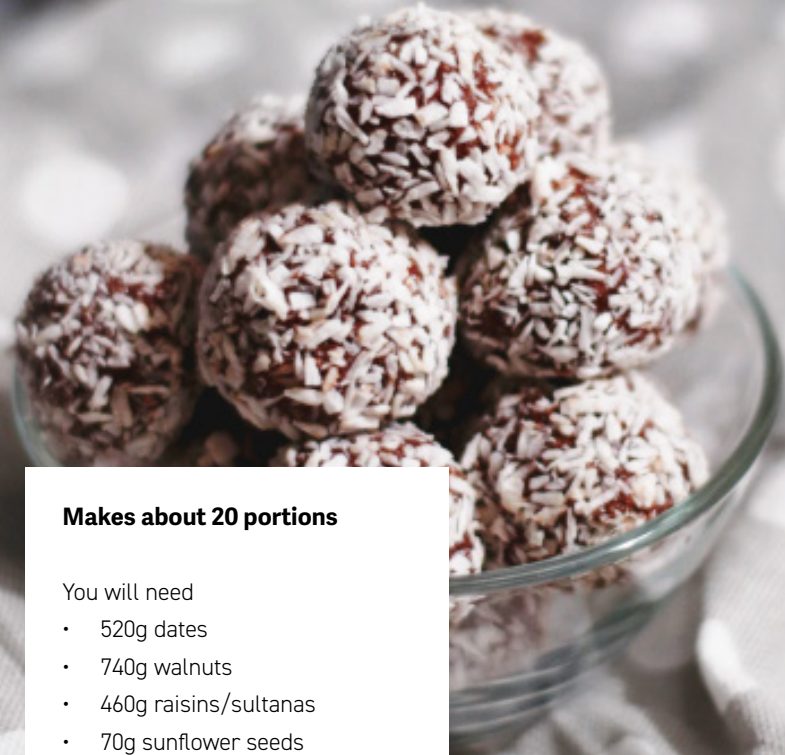 Makes about 20 portions
You will need
• 520g dates
• 740g walnuts
• 460g raisins/sultanas
• 70g sunflower seeds